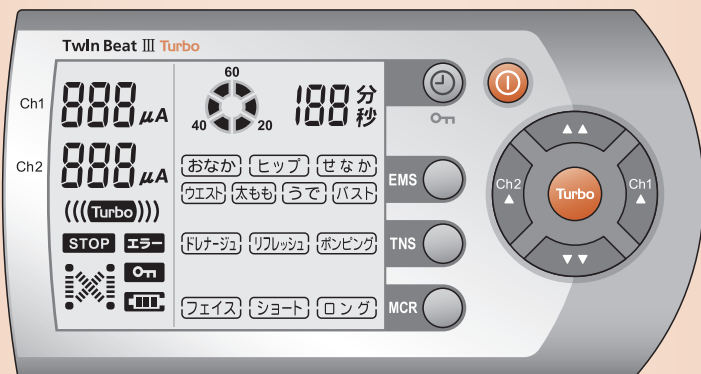 TwIn Beat III Turbo
Ch1
888 μA
60
40
20
188 分
秒
Ch2
888 μA
(((Turbo)))
STOP
エラー
おなか
ヒップ
せなか
ウエスト
太もも
うで
バスト
ドレナージュ
リフレッシュ
ポンピング
フェイス
ショート
ロング
EMS
TNS
MCR
Ch2
Turbo
Ch1